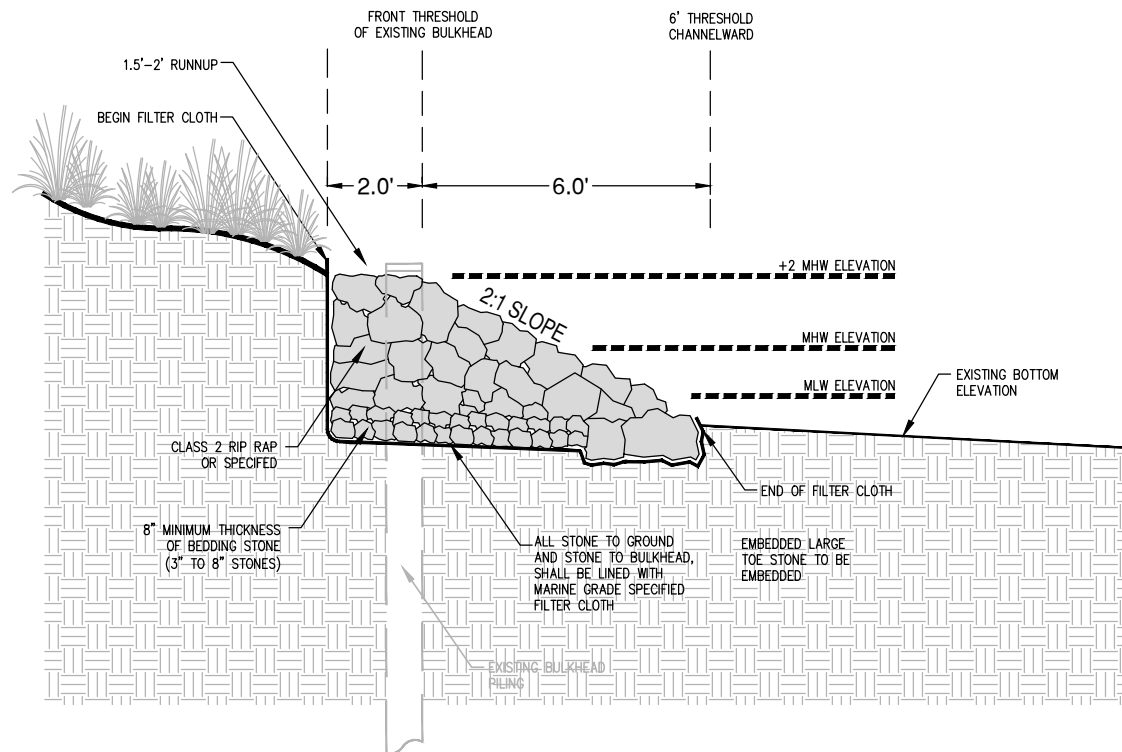 FRONT THRESHOLD
OF EXISTING BULKHEAD
6' THRESHOLD
CHANNELWARD
1.5'-2' RUNNUP
BEGIN FILTER CLOTH
2.0'
6.0'
+2 MHW ELEVATION
2:1 SLOPE
MHW ELEVATION
MLW ELEVATION
EXISTING BOTTOM
ELEVATION
CLASS 2 RIP RAP
OR SPECIFED
END OF FILTER CLOTH
8" MINIMUM THICKNESS
OF BEDDING STONE
(3" TO 8" STONES)
ALL STONE TO GROUND
AND STONE TO BULKHEAD,
SHALL BE LINED WITH
MARINE GRADE SPECIFIED
FILTER CLOTH
EMBEDDED LARGE
TOE STONE TO BE
EMBEDDED
EXISTING BULKHEAD
PILING